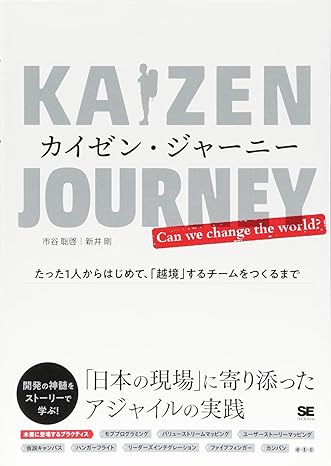 KAIZEN
カイゼン・ジャーニー
JOURNEY
市谷 聡啓|新井 剛
Can we change the world?
たった1人からはじめて、「越境」するチームをつくるまで
開発の神髄を
ストーリーで
学ぶ!
「日本の現場」に寄り添った
アジャイルの実践
SE
SHOEISHA
本書に登場するプラクティス
モブプログラミング
バリューストリームマッピング
ユーザーストーリーマッピング
仮説キャンバス
ハンガーフライト
リーダーズインテグレーション
ファイブフィンガー
カンバン
etc